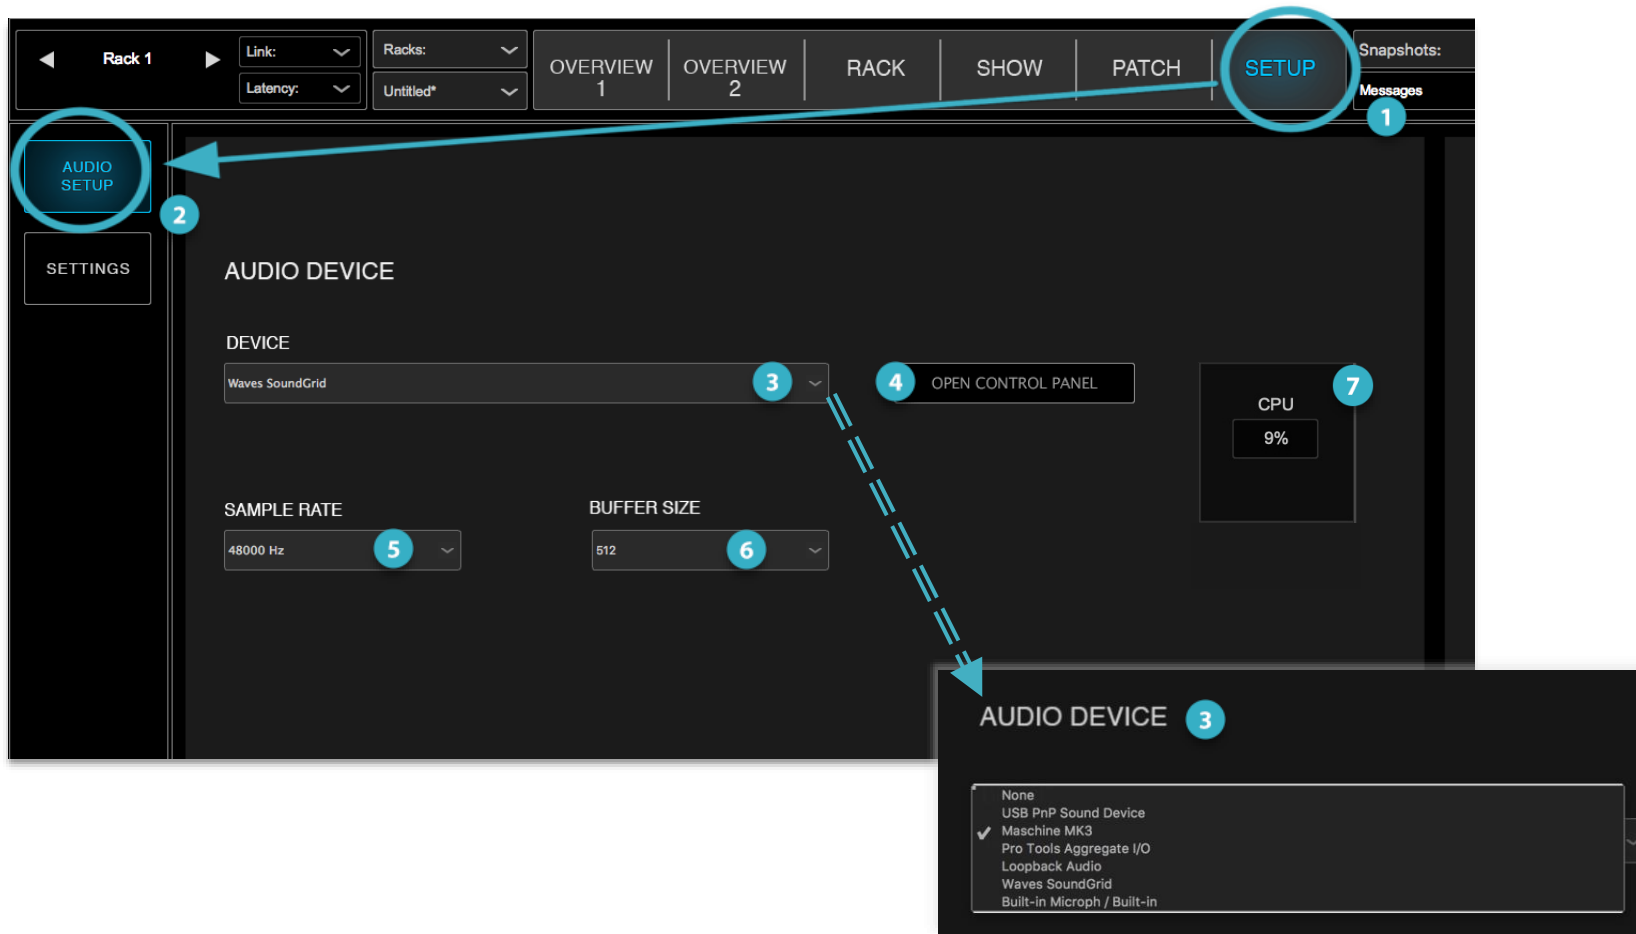 Rack 1
Link:
Latency:
Racks:
Untitled*
OVERVIEW
1
OVERVIEW
2
RACK
SHOW
PATCH
SETUP
Snapshots:
Messages
1
AUDIO
SETUP
2
SETTINGS
AUDIO DEVICE
DEVICE
Waves SoundGrid
3
4
OPEN CONTROL PANEL
7
CPU
9%
SAMPLE RATE
48000 Hz
5
BUFFER SIZE
512
6
AUDIO DEVICE
3
None
USB PnP Sound Device
Maschine MK3
Pro Tools Aggregate I/O
Loopback Audio
Waves SoundGrid
Built-in Microph / Built-in